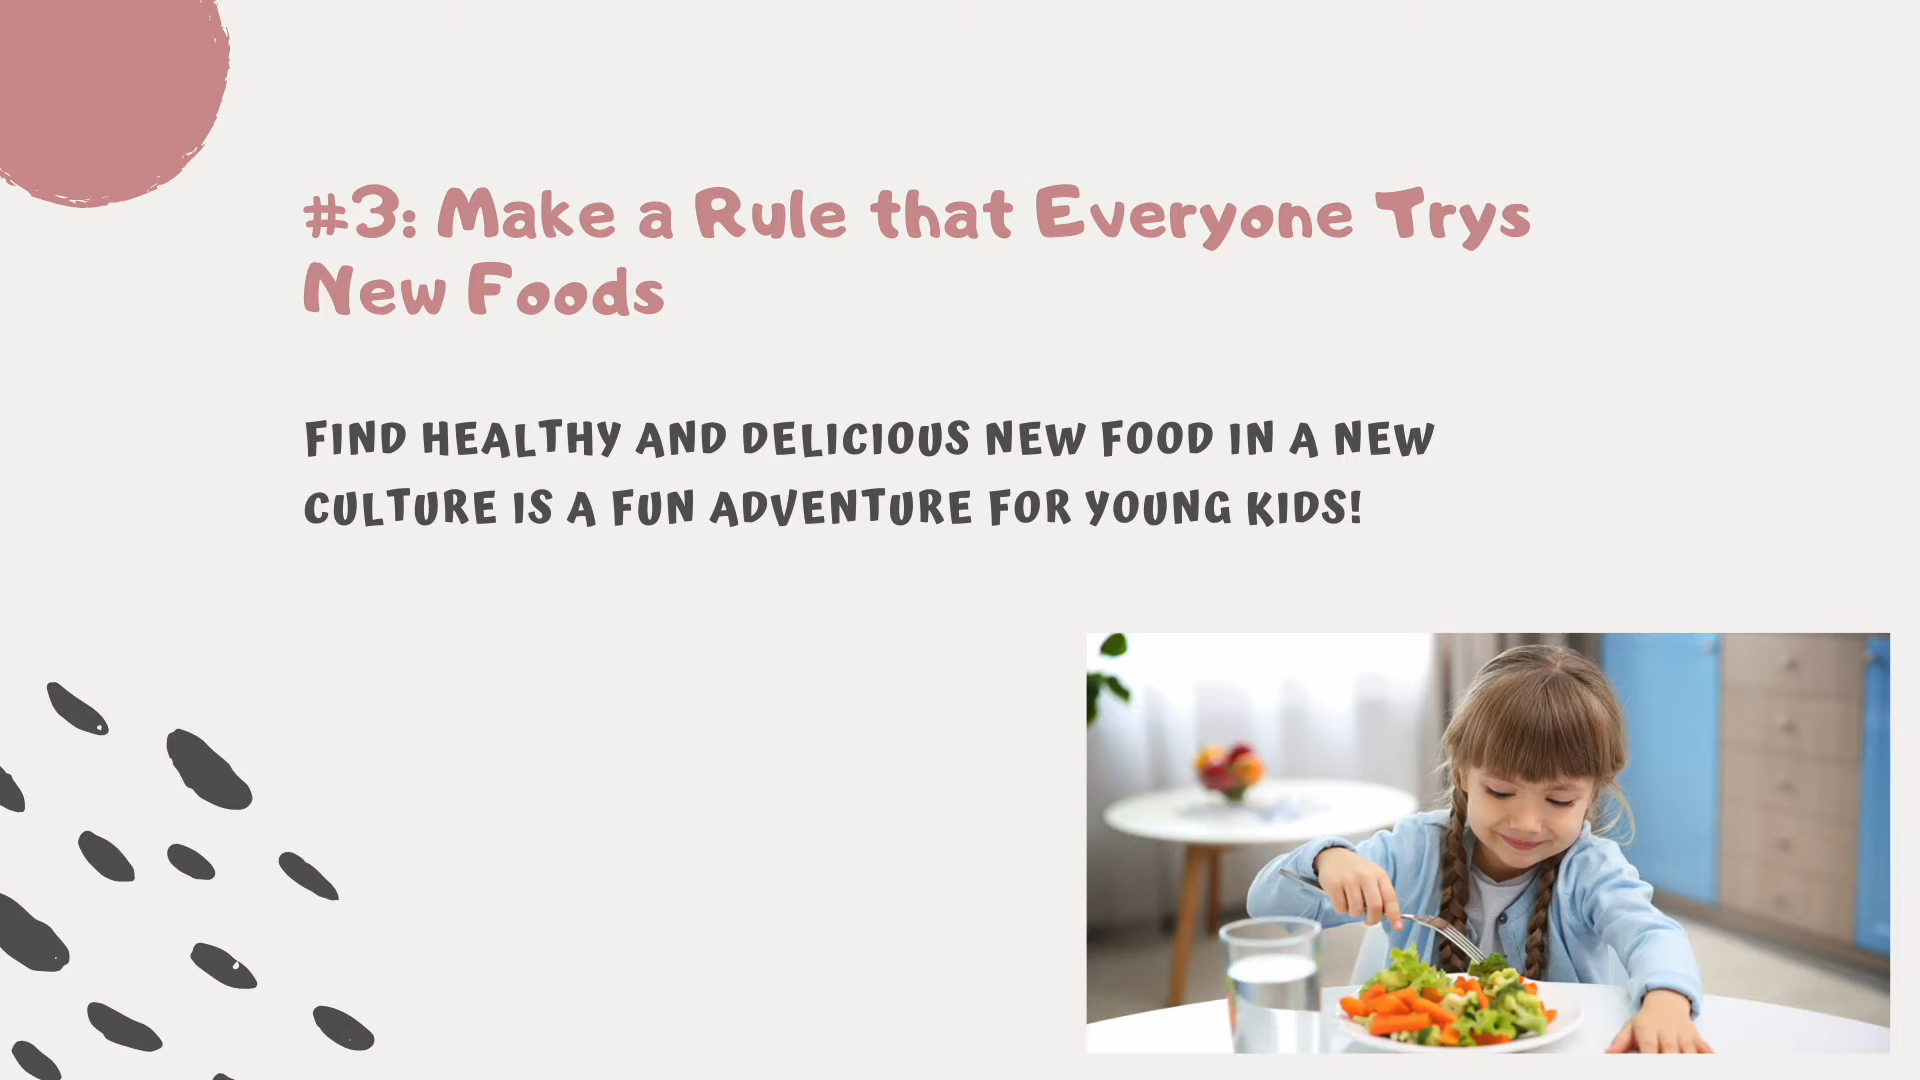 #3: Make a Rule that Everyone Trys
New Foods
FIND HEALTHY AND DELICIOUS NEW FOOD IN A NEW
CULTURE IS A FUN ADVENTURE FOR YOUNG KIDS!